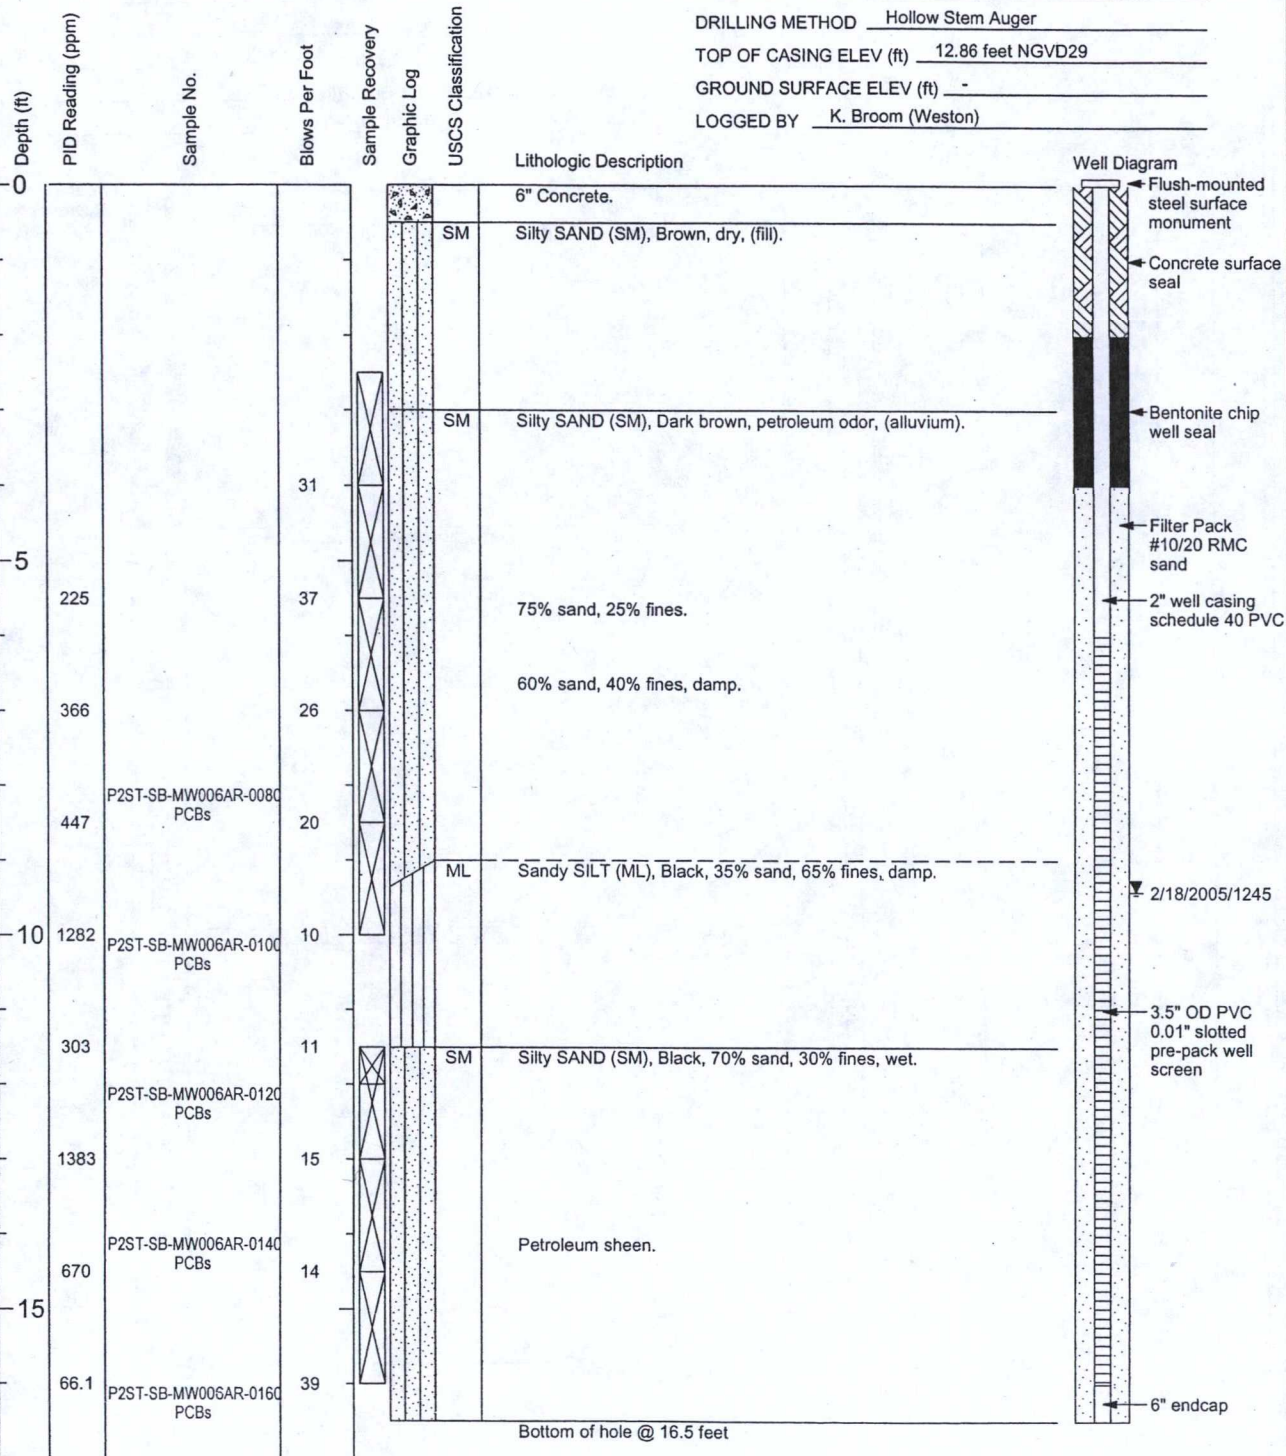 DRILLING METHOD Hollow Stem Auger
TOP OF CASING ELEV (ft) 12.86 feet NGVD29
GROUND SURFACE ELEV (ft) -
LOGGED BY K. Broom (Weston)
Depth (ft)
PID Reading (ppm)
Sample No.
Blows Per Foot
Sample Recovery
Graphic Log
USCS Classification
Lithologic Description
Well Diagram
0
6" Concrete.
Flush-mounted
steel surface
monument
SM Silty SAND (SM), Brown, dry, (fill).
Concrete surface
seal
SM Silty SAND (SM), Dark brown, petroleum odor, (alluvium).
Bentonite chip
well seal
31
Filter Pack
#10/20 RMC
sand
5
225 37 75% sand, 25% fines.
2" well casing
schedule 40 PVC
60% sand, 40% fines, damp.
366 26
P2ST-SB-MW006AR-0080
PCBs
447 20
ML Sandy SILT (ML), Black, 35% sand, 65% fines, damp.
2/18/2005/1245
10 1282 10
P2ST-SB-MW006AR-0100
PCBs
3.5" OD PVC
0.01" slotted
pre-pack well
screen
303 11
SM Silty SAND (SM), Black, 70% sand, 30% fines, wet.
P2ST-SB-MW006AR-0120
PCBs
1383 15
P2ST-SB-MW006AR-0140
PCBs
Petroleum sheen.
670 14
15
66.1 39
P2ST-SB-MW006AR-0160
PCBs
6" endcap
Bottom of hole @ 16.5 feet